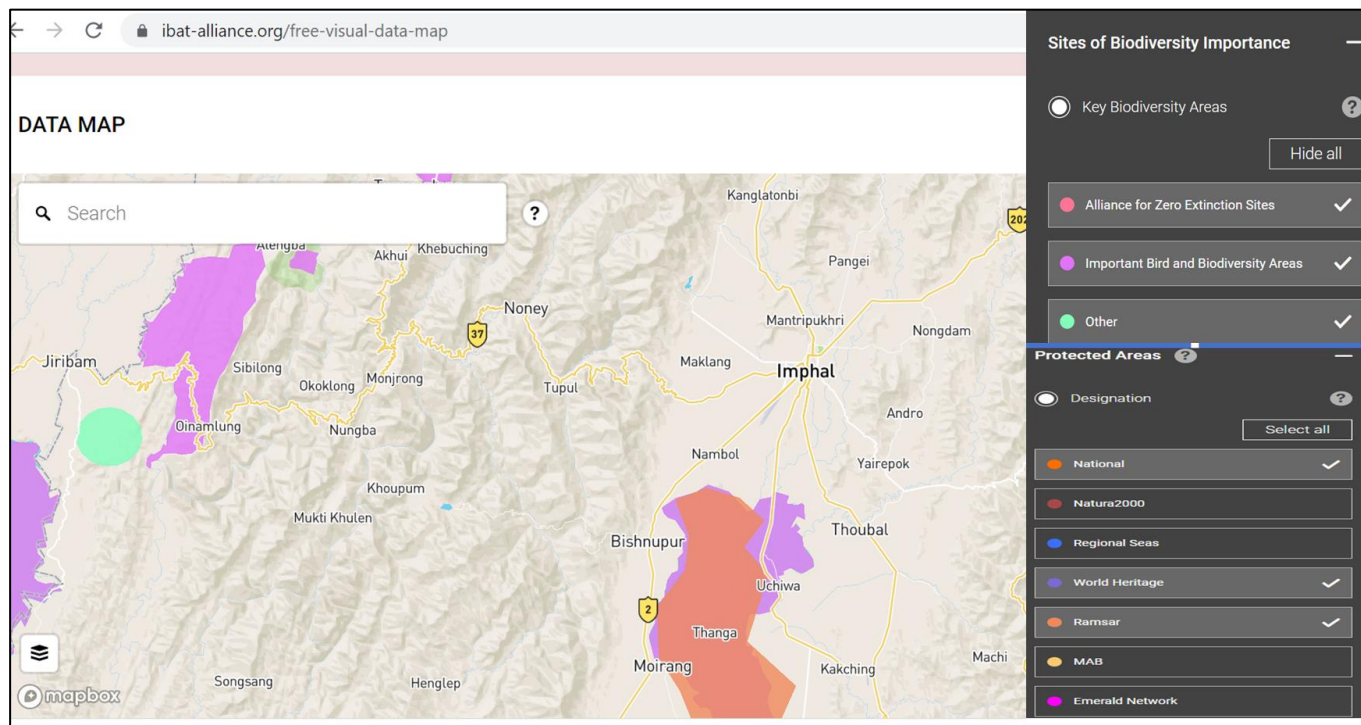 ibat-alliance.org/free-visual-data-map
DATA MAP
Search
?
Kanglatonbi
202
Alengba
Akhui
Khebuching
Pangei
Noney
37
Mantripukhri
Nongdam
Jiribam
Sibilong
Okoklong
Monjrong
Tupul
Maklang
Imphal
Oinamlung
Nungba
Andro
Nambol
Yairepok
Khoupum
Mukti Khulen
Bishnupur
Thoubal
Uchiwa
2
Thanga
Moirang
Kakching
Machi
Songsang
Henglep
mapbox
Sites of Biodiversity Importance
Key Biodiversity Areas
?
Hide all
Alliance for Zero Extinction Sites
Important Bird and Biodiversity Areas
Other
Protected Areas ?
Designation
?
Select all
National
Natura2000
Regional Seas
World Heritage
Ramsar
MAB
Emerald Network